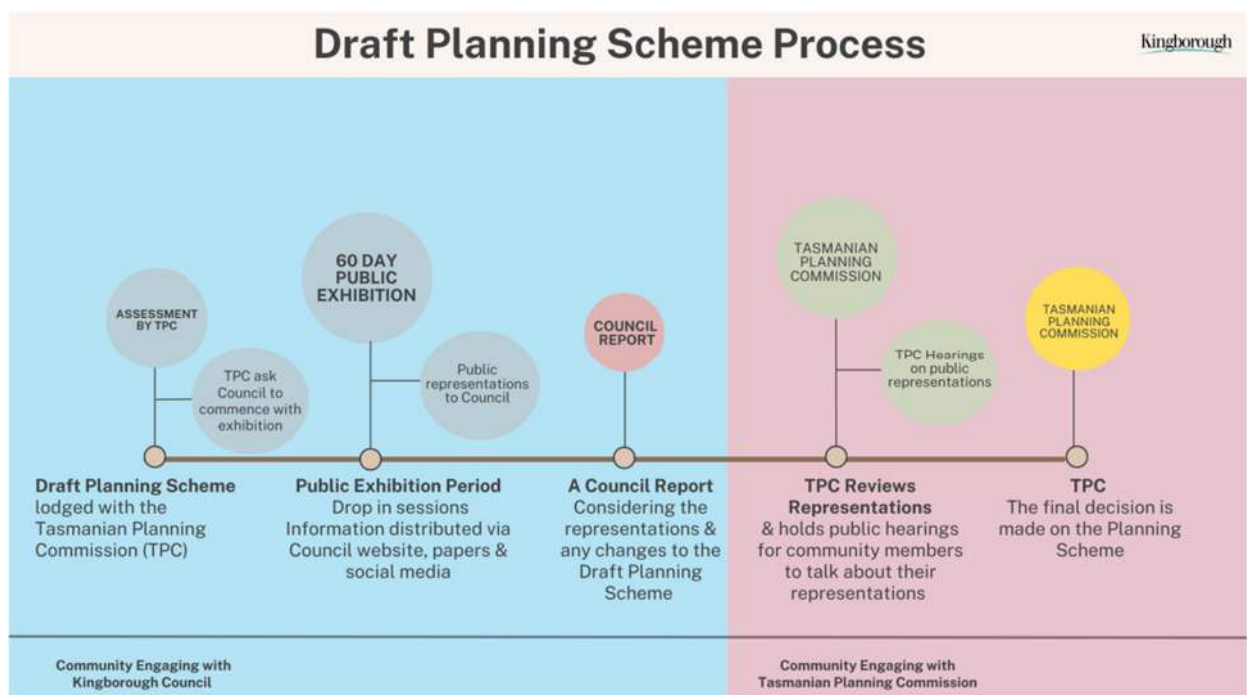 Draft Planning Scheme Process
Kingborough
ASSESSMENT
BY TPC
TPC ask
Council to
commence with
exhibition
60 DAY
PUBLIC
EXHIBITION
Public
representations
to Council
COUNCIL
REPORT
TASMANIAN
PLANNING
COMMISSION
TPC Hearings
on public
representations
TASMANIAN
PLANNING
COMMISSION
Draft Planning Scheme
lodged with the
Tasmanian Planning
Commission (TPC)
Public Exhibition Period
Drop in sessions
Information distributed via
Council website, papers &
social media
A Council Report
Considering the
representations &
any changes to the
Draft Planning
Scheme
TPC Reviews
Representations
& holds public hearings
for community members
to talk about their
representations
TPC
The final decision is
made on the Planning
Scheme
Community Engaging with
Kingborough Council
Community Engaging with
Tasmanian Planning Commission